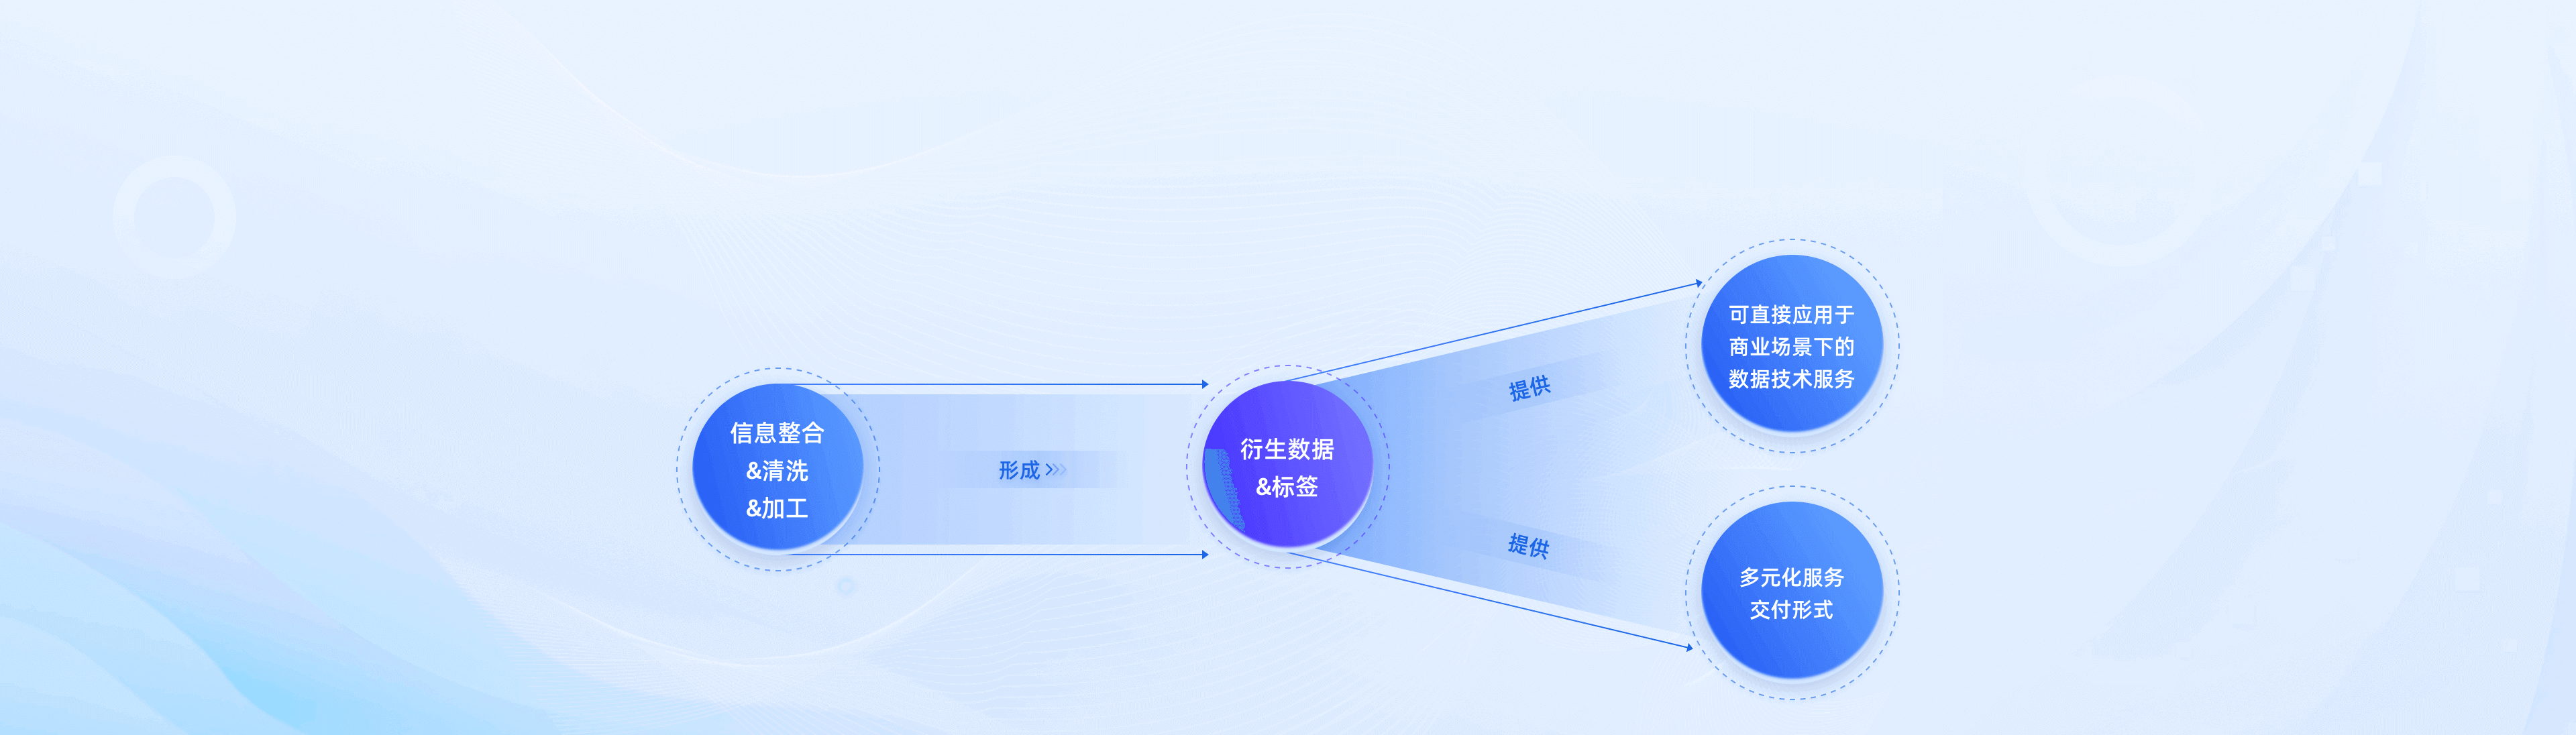 信息整合
&清洗
&加工
形成
衍生数据
&标签
提供
可直接应用于
商业场景下的
数据技术服务
提供
多元化服务
交付形式